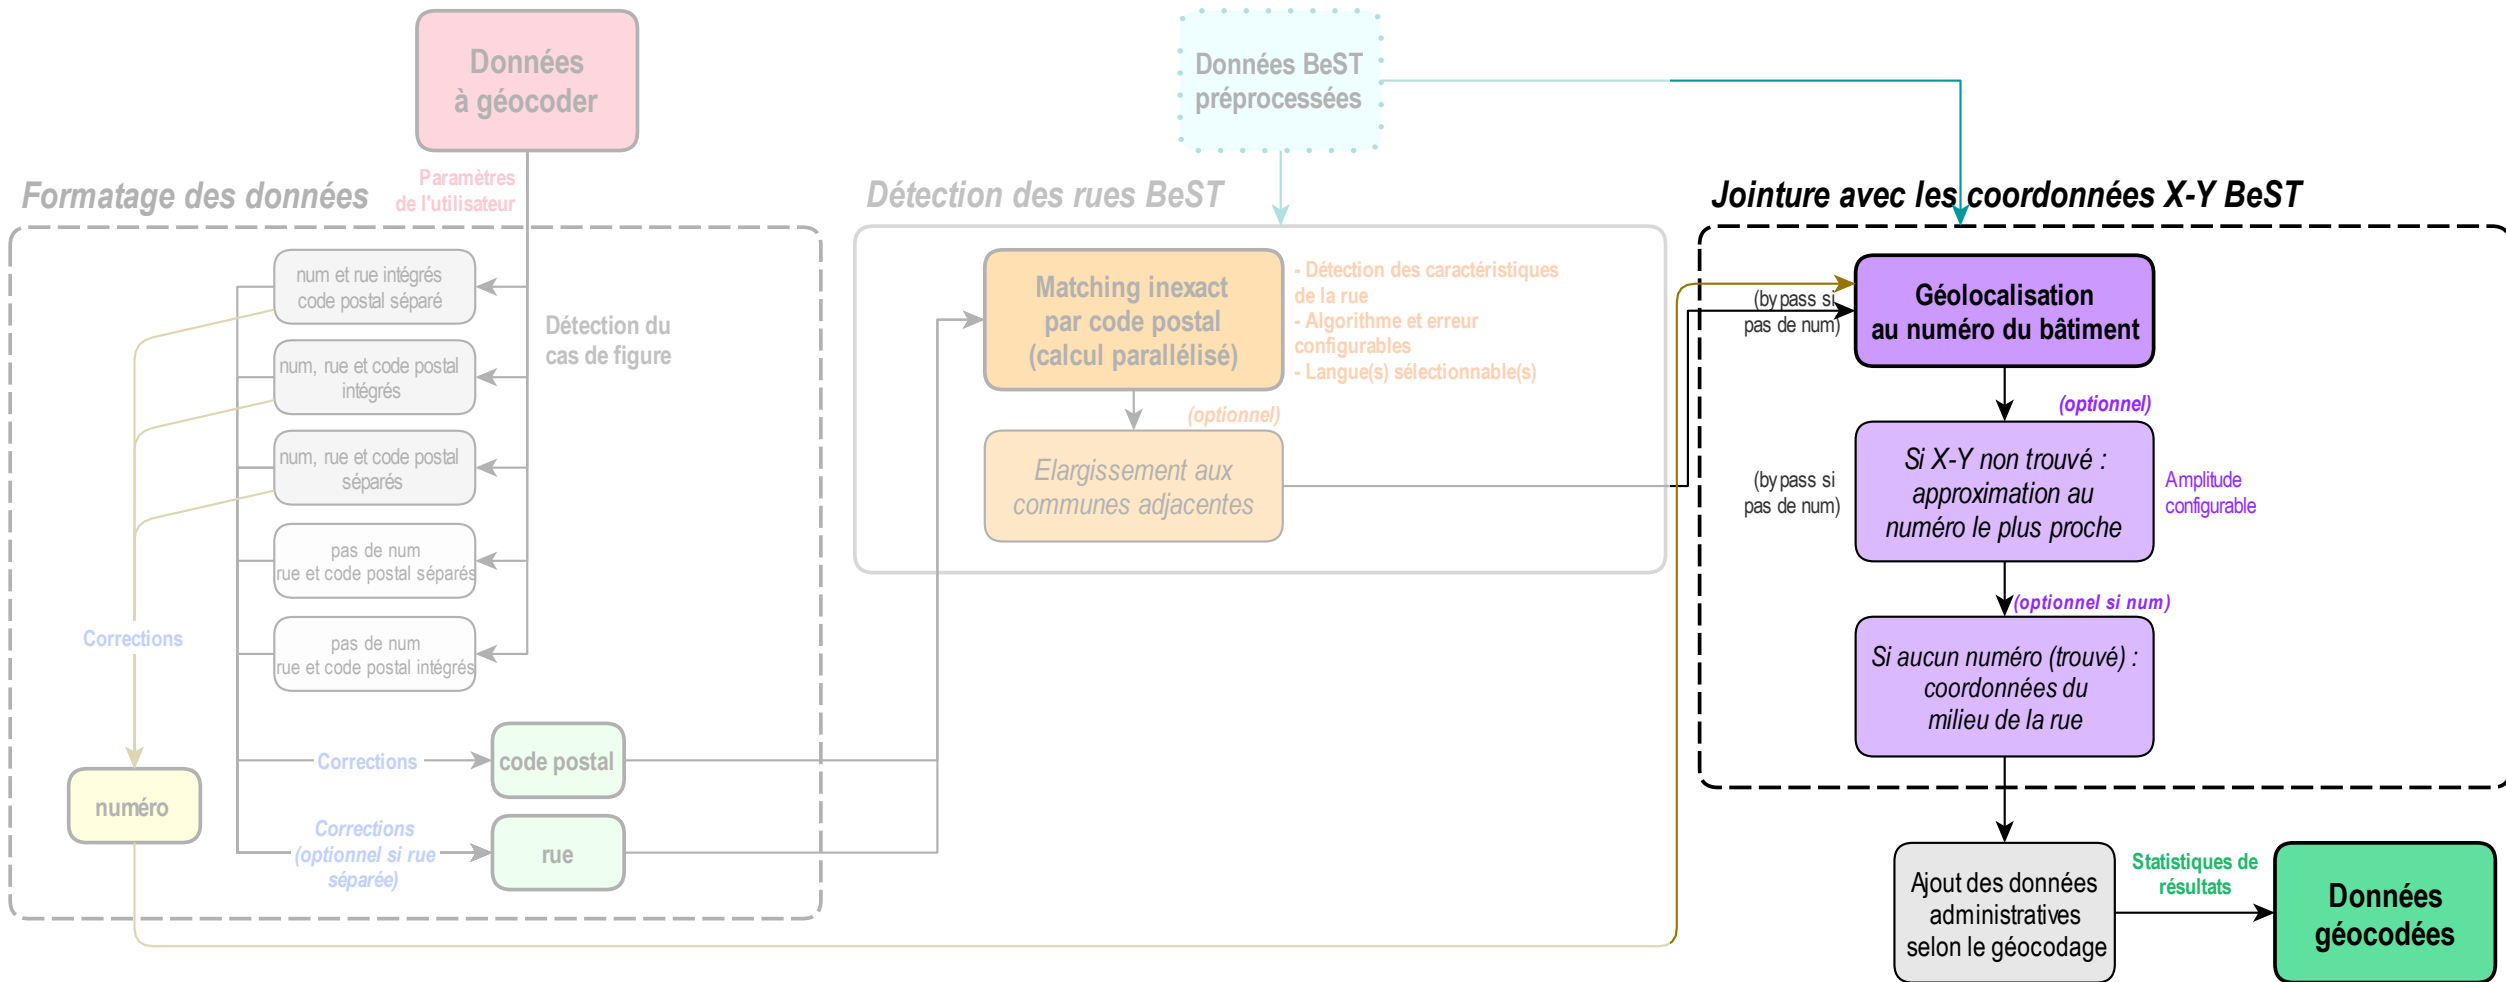 Données
à géocoder
Données BeST
préprocessées
Paramètres
de l'utilisateur
Formatage des données
Détection des rues BeST
Jointure avec les coordonnées X-Y BeST
num et rue intégrés
code postal séparé
num, rue et code postal
intégrés
num, rue et code postal
séparés
pas de num
rue et code postal séparés
pas de num
rue et code postal intégrés
Détection du
cas de figure
Corrections
numéro
Corrections
code postal
Corrections
(optionnel si rue
séparée)
rue
Matching inexact
par code postal
(calcul parallélisé)
- Détection des caractéristiques
de la rue
- Algorithme et erreur
configurables
- Langue(s) sélectionnable(s)
(optionnel)
Elargissement aux
communes adjacentes
(bypass si
pas de num)
Géolocalisation
au numéro du bâtiment
(optionnel)
(bypass si
pas de num)
Si X-Y non trouvé :
approximation au
numéro le plus proche
Amplitude
configurable
(optionnel si num)
Si aucun numéro (trouvé) :
coordonnées du
milieu de la rue
Ajout des données
administratives
selon le géocodage
Statistiques de
résultats
Données
géocodées